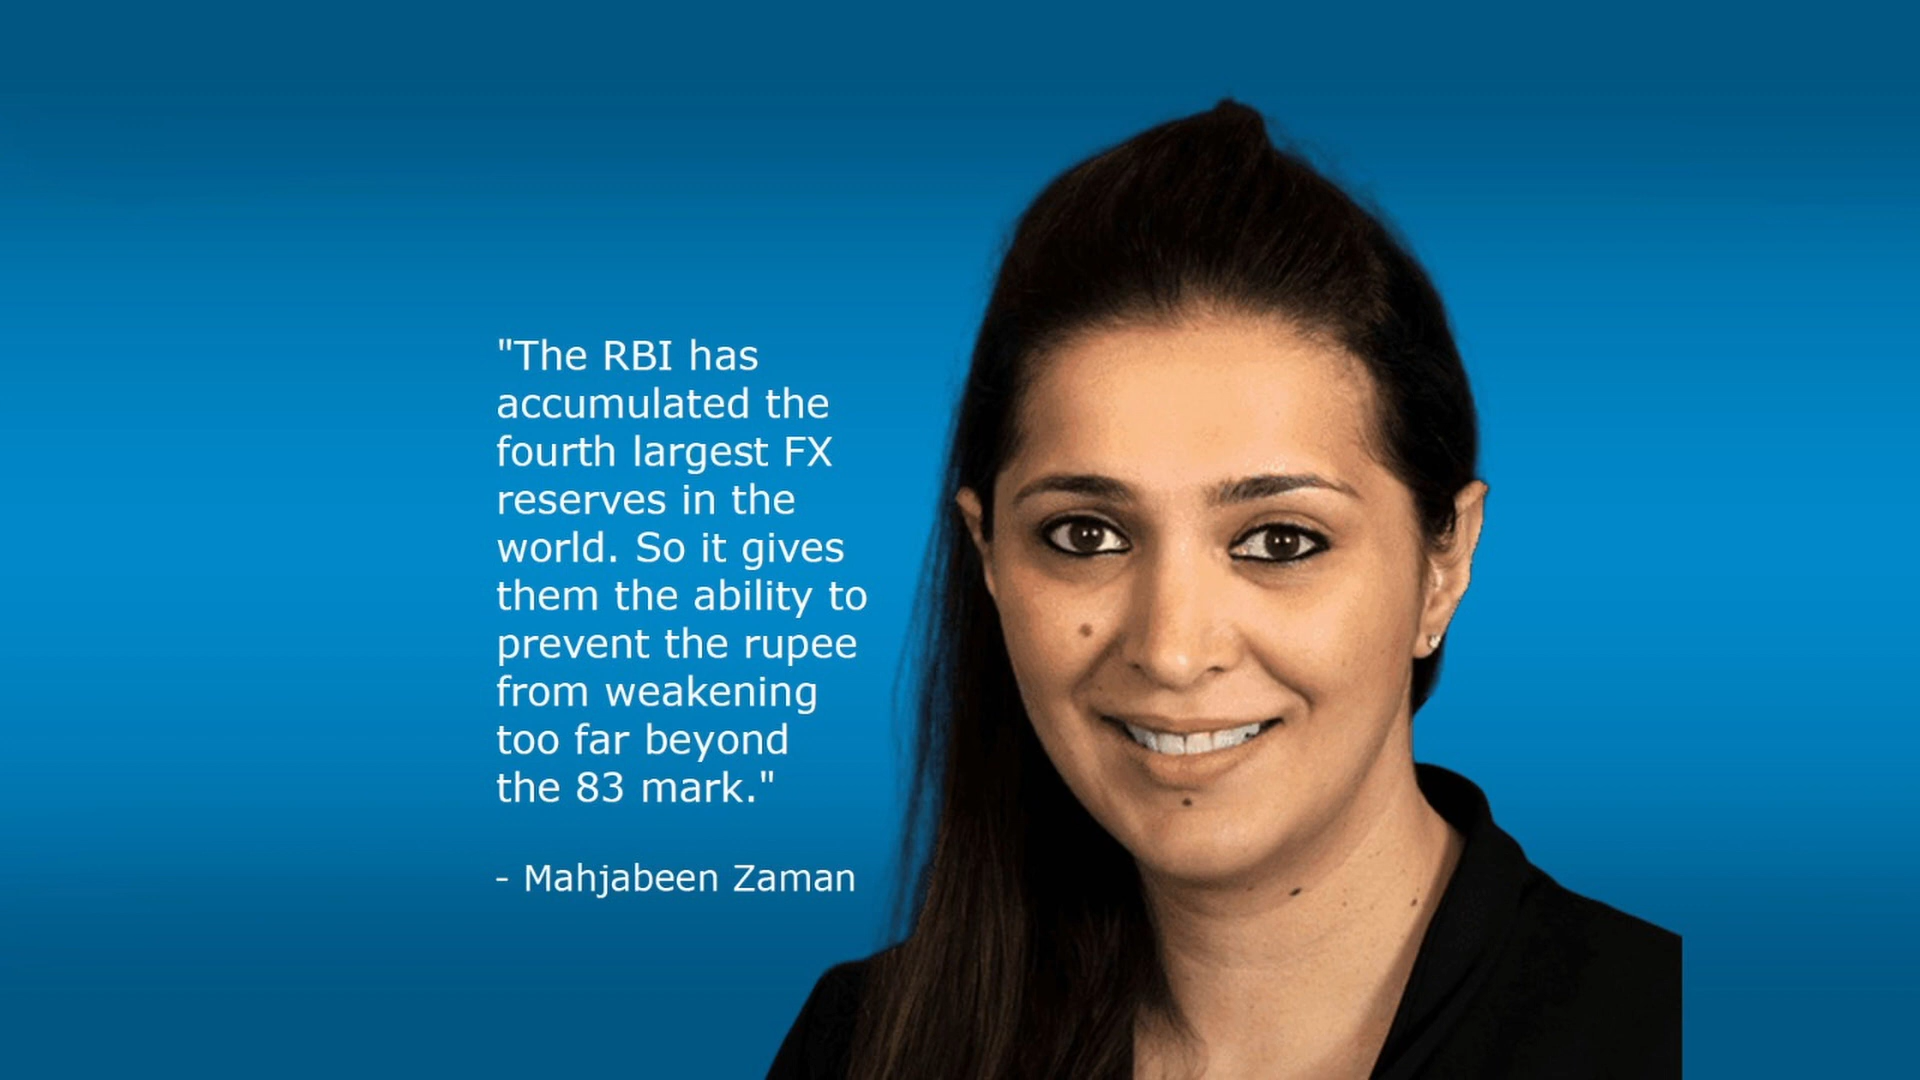 "The RBI has
accumulated the
fourth largest FX
reserves in the
world. So it gives
them the ability to
prevent the rupee
from weakening
too far beyond
the 83 mark."
- Mahjabeen Zaman